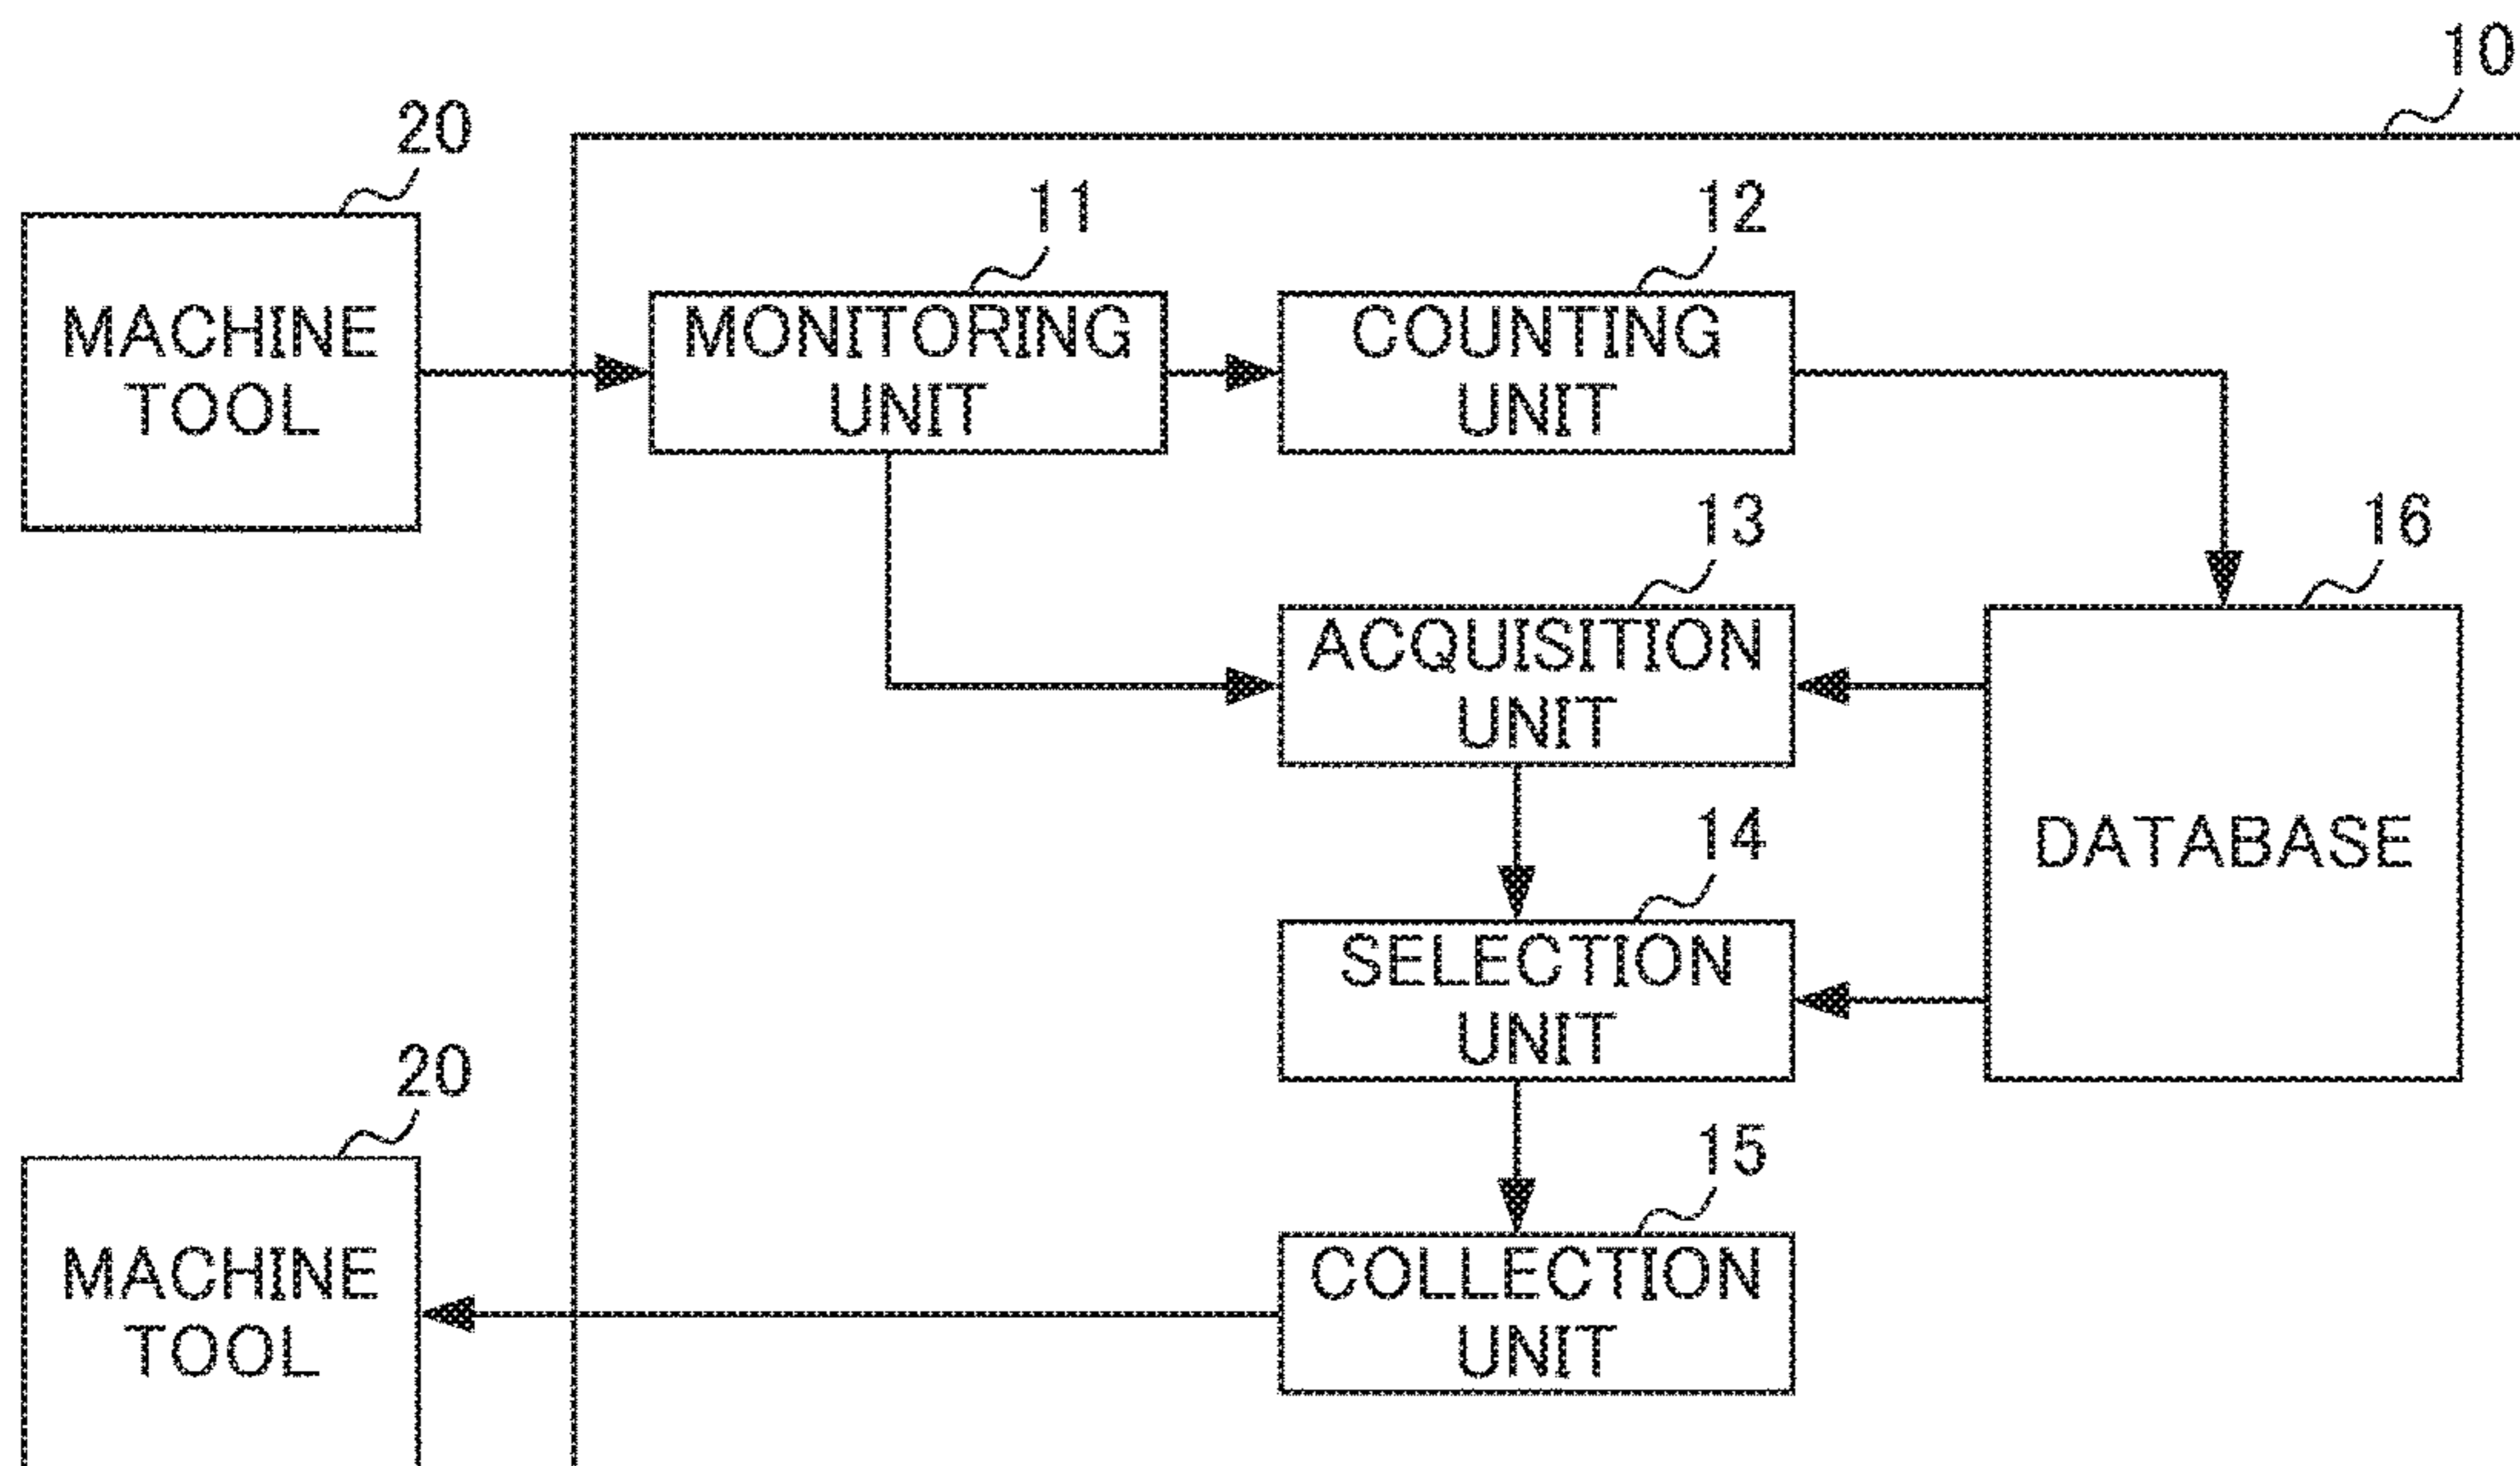 10
20
11
12
MACHINE
TOOL
MONITORING
UNIT
COUNTING
UNIT
13
16
ACQUISITION
UNIT
14
DATABASE
SELECTION
UNIT
20
15
MACHINE
TOOL
COLLECTION
UNIT